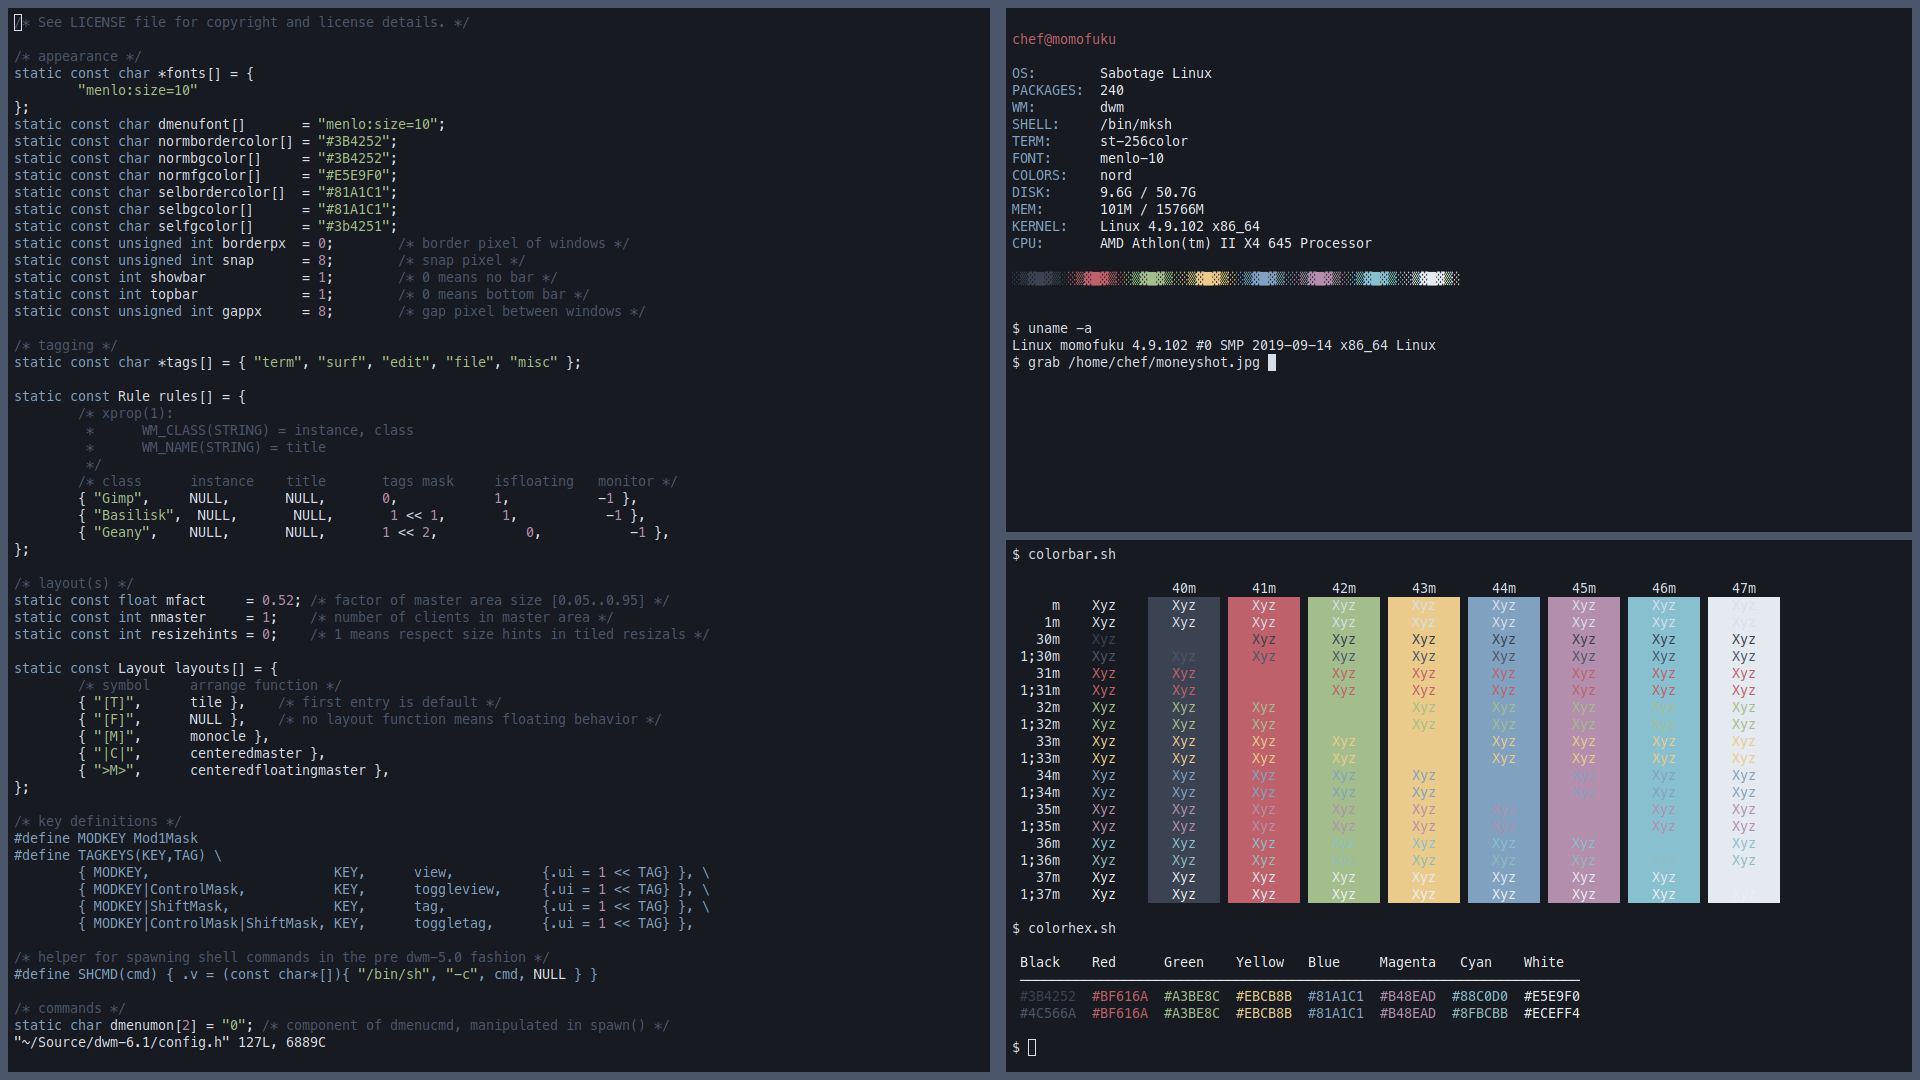 /* See LICENSE file for copyright and license details. */
/* appearance */
static const char *fonts[] = {
        "menlo:size=10"
};
static const char dmenufont[]       = "menlo:size=10";
static const char normbordercolor[] = "#3B4252";
static const char normbgcolor[]     = "#3B4252";
static const char normfgcolor[]     = "#E5E9F0";
static const char selbordercolor[]  = "#81A1C1";
static const char selbgcolor[]      = "#81A1C1";
static const char selfgcolor[]      = "#3b4251";
static const unsigned int borderpx  = 0;        /* border pixel of windows */
static const unsigned int snap      = 8;        /* snap pixel */
static const int showbar            = 1;        /* 0 means no bar */
static const int topbar             = 1;        /* 0 means bottom bar */
static const unsigned int gappx     = 8;        /* gap pixel between windows */
/* tagging */
static const char *tags[] = { "term", "surf", "edit", "file", "misc" };
static const Rule rules[] = {
        /* xprop(1):
         *      WM_CLASS(STRING) = instance, class
         *      WM_NAME(STRING) = title
         */
        /* class      instance    title       tags mask     isfloating   monitor */
        { "Gimp",     NULL,       NULL,       0,            1,           -1 },
        { "Basilisk",  NULL,       NULL,       1 << 1,       1,           -1 },
        { "Geany",    NULL,       NULL,       1 << 2,           0,           -1 },
};
/* layout(s) */
static const float mfact     = 0.52; /* factor of master area size [0.05..0.95] */
static const int nmaster     = 1;    /* number of clients in master area */
static const int resizehints = 0;    /* 1 means respect size hints in tiled resizals */
static const Layout layouts[] = {
        /* symbol     arrange function */
        { "[T]",      tile },    /* first entry is default */
        { "[F]",      NULL },    /* no layout function means floating behavior */
        { "[M]",      monocle },
        { "|C|",      centeredmaster },
        { ">M>",      centeredfloatingmaster },
};
/* key definitions */
#define MODKEY Mod1Mask
#define TAGKEYS(KEY,TAG) \
        { MODKEY,                       KEY,      view,           {.ui = 1 << TAG} }, \
        { MODKEY|ControlMask,           KEY,      toggleview,     {.ui = 1 << TAG} }, \
        { MODKEY|ShiftMask,             KEY,      tag,            {.ui = 1 << TAG} }, \
        { MODKEY|ControlMask|ShiftMask, KEY,      toggletag,      {.ui = 1 << TAG} },
/* helper for spawning shell commands in the pre dwm-5.0 fashion */
#define SHCMD(cmd) { .v = (const char*[]){ "/bin/sh", "-c", cmd, NULL } }
/* commands */
static char dmenumon[2] = "0"; /* component of dmenucmd, manipulated in spawn() */
"~/Source/dwm-6.1/config.h" 127L, 6889C
chef@momofuku
OS:        Sabotage Linux
PACKAGES:  240
WM:        dwm
SHELL:     /bin/mksh
TERM:      st-256color
FONT:      menlo-10
COLORS:    nord
DISK:      9.6G / 50.7G
MEM:       101M / 15766M
KERNEL:    Linux 4.9.102 x86_64
CPU:       AMD Athlon(tm) II X4 645 Processor
$ uname -a
Linux momofuku 4.9.102 #0 SMP 2019-09-14 x86_64 Linux
$ grab /home/chef/moneyshot.jpg
$ colorbar.sh
40m 41m 42m 43m 44m 45m 46m 47m
m Xyz Xyz Xyz Xyz Xyz Xyz Xyz Xyz Xyz
1m Xyz Xyz Xyz Xyz Xyz Xyz Xyz Xyz Xyz
30m Xyz Xyz Xyz Xyz Xyz Xyz Xyz Xyz
1;30m Xyz Xyz Xyz Xyz Xyz Xyz Xyz Xyz Xyz
31m Xyz Xyz Xyz Xyz Xyz Xyz Xyz Xyz
1;31m Xyz Xyz Xyz Xyz Xyz Xyz Xyz Xyz
32m Xyz Xyz Xyz Xyz Xyz Xyz Xyz Xyz
1;32m Xyz Xyz Xyz Xyz Xyz Xyz Xyz Xyz
33m Xyz Xyz Xyz Xyz Xyz Xyz Xyz Xyz
1;33m Xyz Xyz Xyz Xyz Xyz Xyz Xyz Xyz
34m Xyz Xyz Xyz Xyz Xyz Xyz Xyz Xyz
1;34m Xyz Xyz Xyz Xyz Xyz Xyz Xyz Xyz
35m Xyz Xyz Xyz Xyz Xyz Xyz Xyz Xyz
1;35m Xyz Xyz Xyz Xyz Xyz Xyz Xyz Xyz
36m Xyz Xyz Xyz Xyz Xyz Xyz Xyz Xyz
1;36m Xyz Xyz Xyz Xyz Xyz Xyz Xyz Xyz
37m Xyz Xyz Xyz Xyz Xyz Xyz Xyz Xyz
1;37m Xyz Xyz Xyz Xyz Xyz Xyz Xyz Xyz
$ colorhex.sh
Black    Red      Green    Yellow   Blue     Magenta   Cyan    White
#3B4252  #BF616A  #A3BE8C  #EBCB8B  #81A1C1  #B48EAD  #88C0D0  #E5E9F0
#4C566A  #BF616A  #A3BE8C  #EBCB8B  #81A1C1  #B48EAD  #8FBCBB  #ECEFF4
$